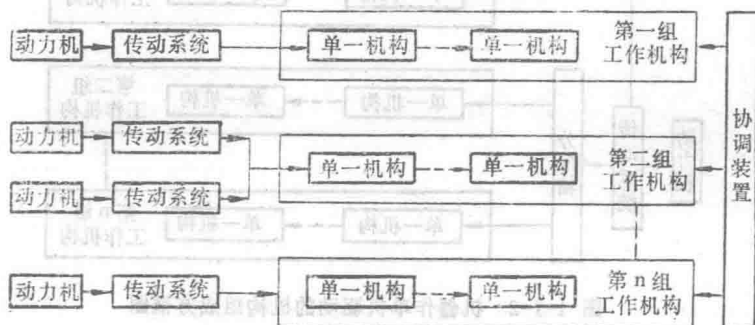 动力机 传动系统 单一机构 单一机构 第一组
工作机构
动力机 传动系统
单一机构 单一机构 第二组
工作机构
动力机 传动系统
动力机 传动系统 单一机构 单一机构 第n组
工作机构
协调装置